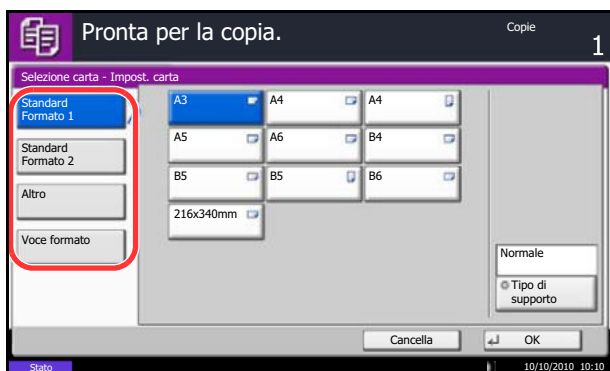 Pronta per la copia.
Copie
1
Selezione carta - Impost. carta
Standard
Formato 1
Standard
Formato 2
Altro
Voce formato
A3
A4
A4
A5
A6
B4
B5
B5
B6
216x340mm
Normale
Tipo di
supporto
Cancella
OK
Stato
10/10/2010 10:10